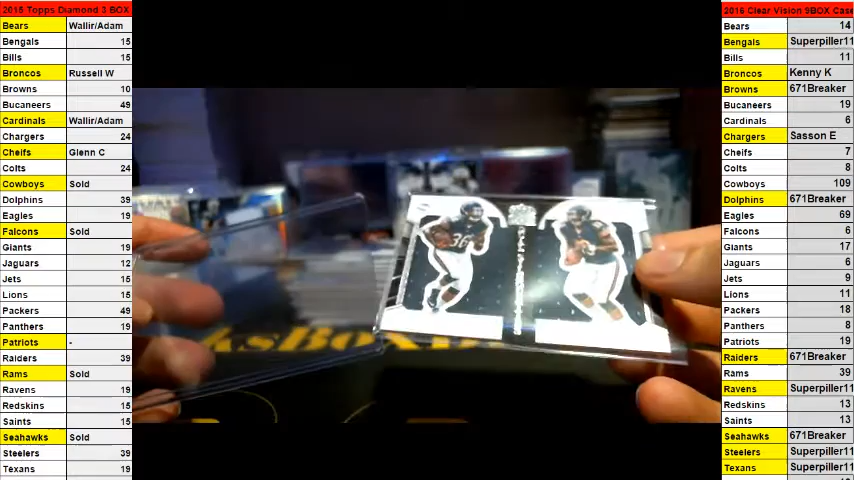 2015 Topps Diamond 3 BOX
Bears Wallir/Adam
Bengals 15
Bills 15
Broncos Russell W
Browns 10
Bucaneers 49
Cardinals Wallir/Adam
Chargers 24
Cheifs Glenn C
Colts 24
Cowboys Sold
Dolphins 39
Eagles 19
Falcons Sold
Giants 19
Jaguars 12
Jets 15
Lions 15
Packers 49
Panthers 19
Patriots -
Raiders 39
Rams Sold
Ravens 19
Redskins 15
Saints 15
Seahawks Sold
Steelers 39
Texans 19
36
2016 Clear Vision 9BOX Case
Bears 14
Bengals Superpiller11
Bills 11
Broncos Kenny K
Browns 671Breaker
Bucaneers 19
Cardinals 6
Chargers Sasson E
Cheifs 7
Colts 8
Cowboys 109
Dolphins 671Breaker
Eagles 69
Falcons 6
Giants 17
Jaguars 6
Jets 9
Lions 11
Packers 18
Panthers 8
Patriots 19
Raiders 671Breaker
Rams 39
Ravens Superpiller11
Redskins 13
Saints 13
Seahawks 671Breaker
Steelers Superpiller11
Texans Superpiller11